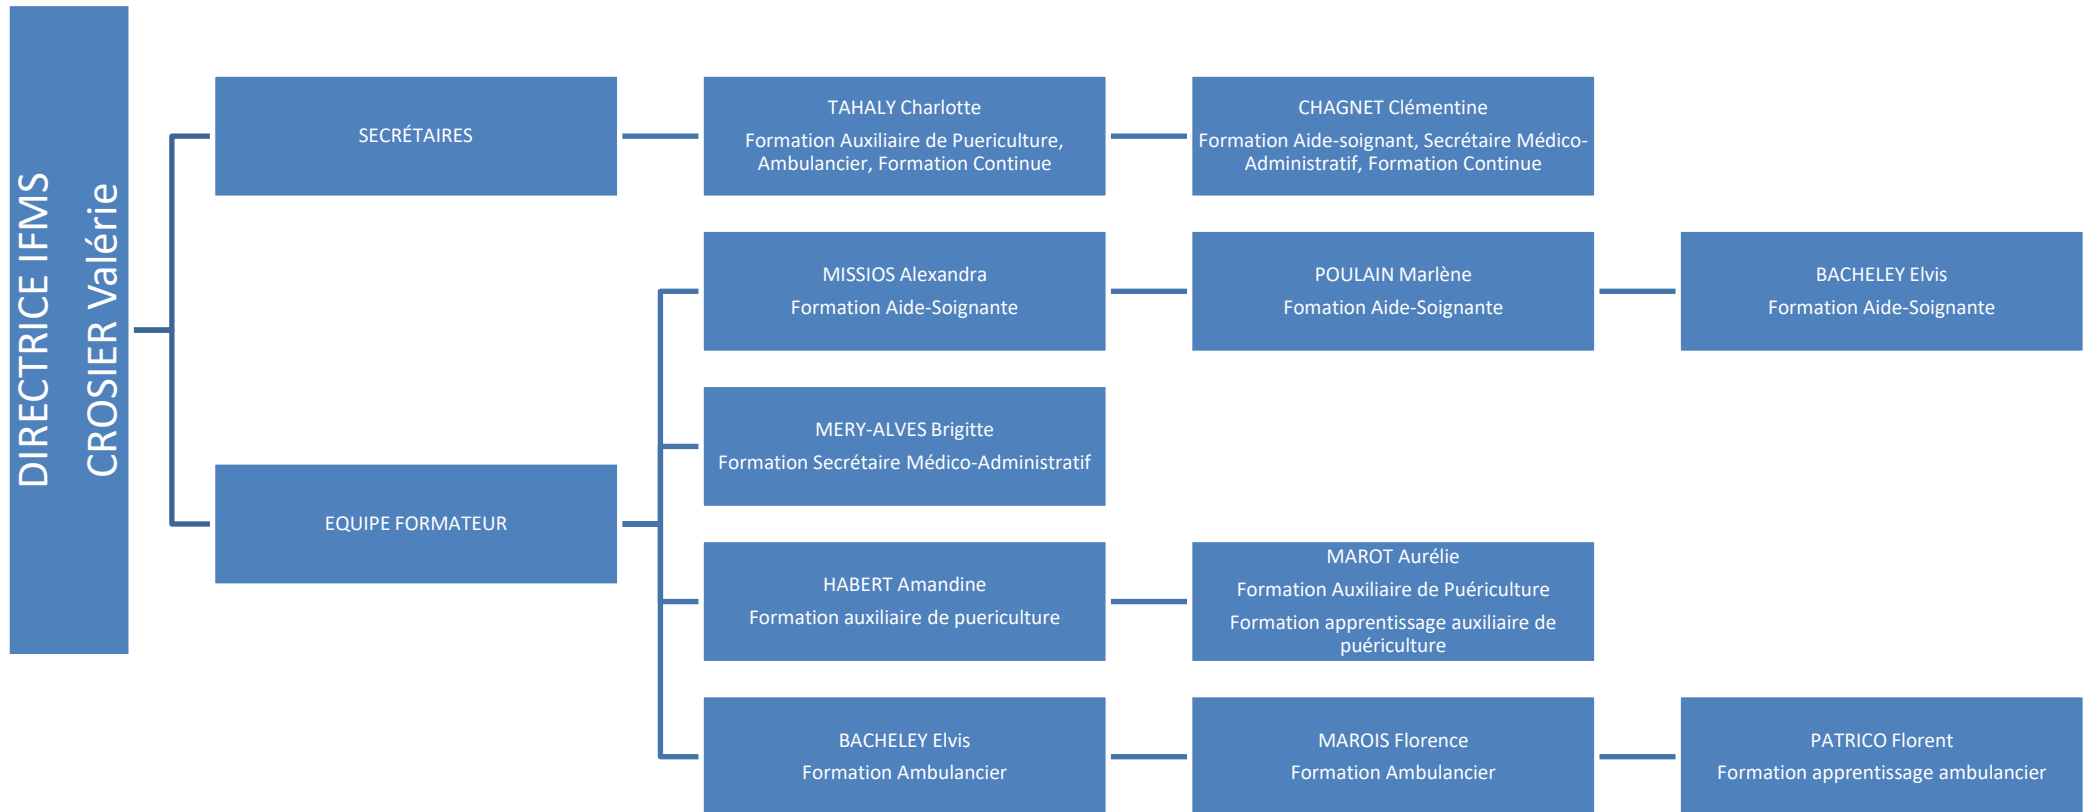 DIRECTRICE IFMS
CROSIER Valérie
SECRÉTAIRES
TAHALY Charlotte
Formation Auxiliaire de Puericulture,
Ambulancier, Formation Continue
CHAGNET Clémentine
Formation Aide-soignant, Secrétaire Médico-
Administratif, Formation Continue
EQUIPE FORMATEUR
MISSIOS Alexandra
Formation Aide-Soignante
POULAIN Marlène
Fomation Aide-Soignante
BACHELEY Elvis
Formation Aide-Soignante
MERY-ALVES Brigitte
Formation Secrétaire Médico-Administratif
HABERT Amandine
Formation auxiliaire de puericulture
MAROT Aurélie
Formation Auxiliaire de Puériculture
Formation apprentissage auxiliaire de
puériculture
BACHELEY Elvis
Formation Ambulancier
MAROIS Florence
Formation Ambulancier
PATRICO Florent
Formation apprentissage ambulancier